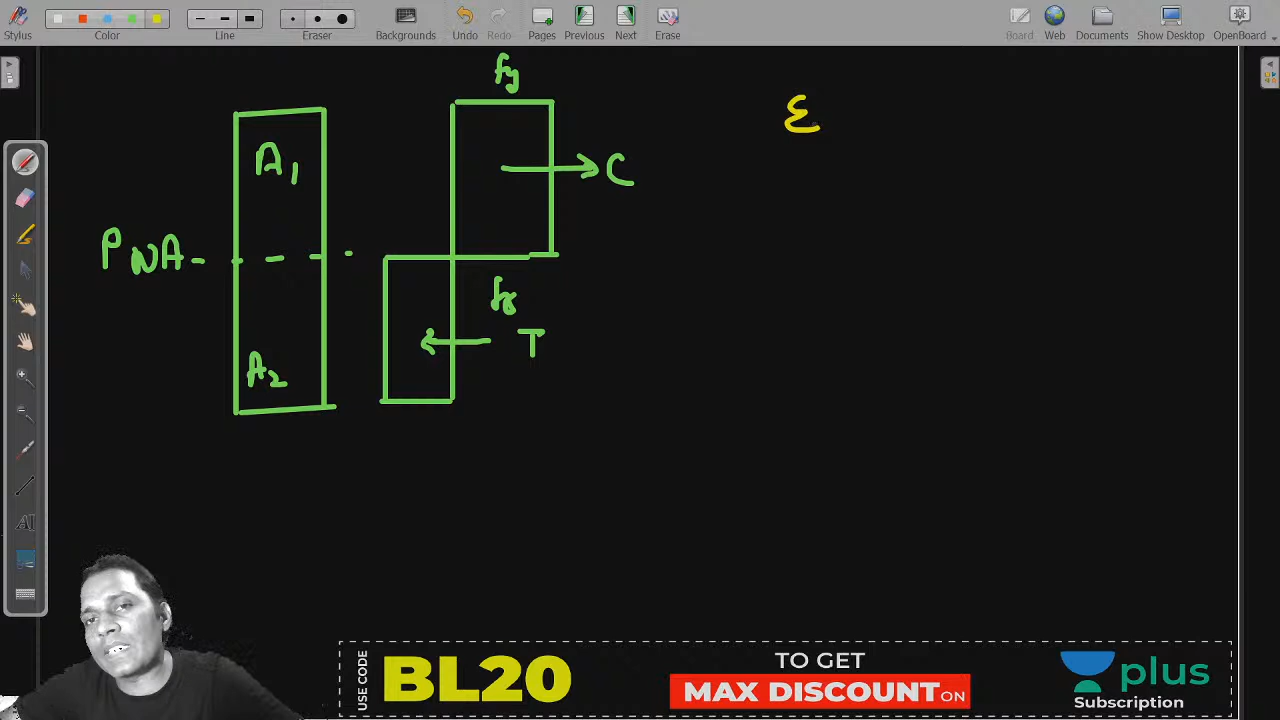 Stylus
Color
Line
Eraser
Backgrounds
Undo
Redo
Pages
Previous
Next
Erase
Board
Web
Documents
Show Desktop
OpenBoard
fy
A1
C
PNA
fy
T
A2
Σ
AI
USE CODE
BL20
TO GET
MAX DISCOUNT ON
plus
Subscription